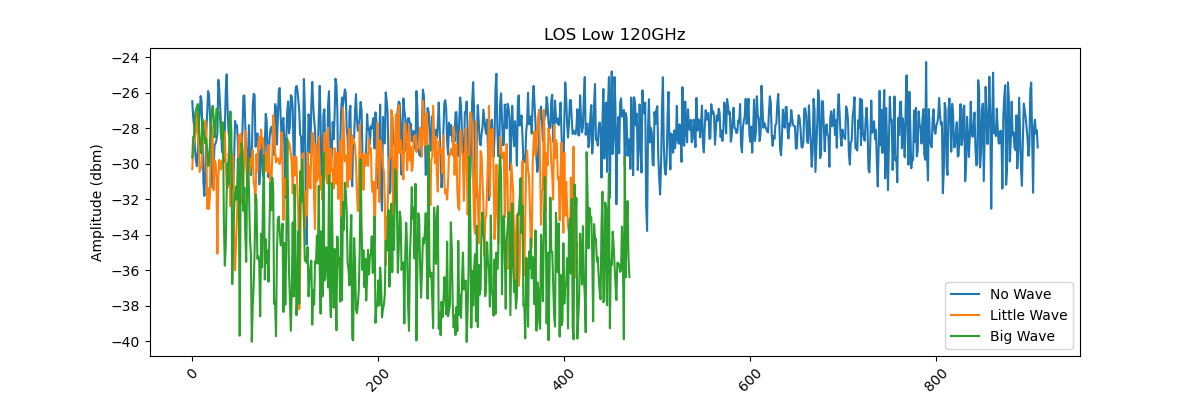 LOS Low 120GHz
Amplitude (dbm)
−24
−26
−28
−30
−32
−34
−36
−38
−40
0
200
400
600
800
No Wave
Little Wave
Big Wave